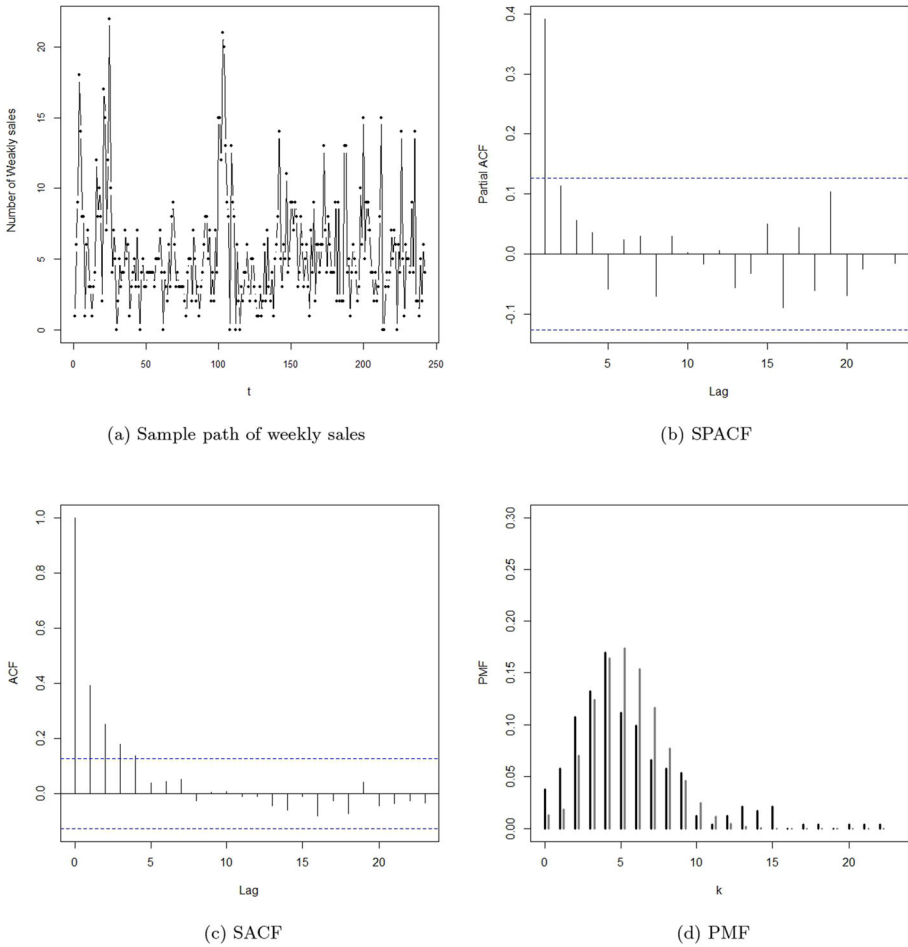 Number of Weakly sales
20
15
10
5
0
0 50 100 150 200 250
t
(a) Sample path of weekly sales
Partial ACF
0.4
0.3
0.2
0.1
0.0
-0.1
5 10 15 20
Lag
(b) SPACF
ACF
1.0
0.8
0.6
0.4
0.2
0.0
0 5 10 15 20
Lag
(c) SACF
PMF
0.30
0.25
0.20
0.15
0.10
0.05
0.00
0 5 10 15 20
k
(d) PMF